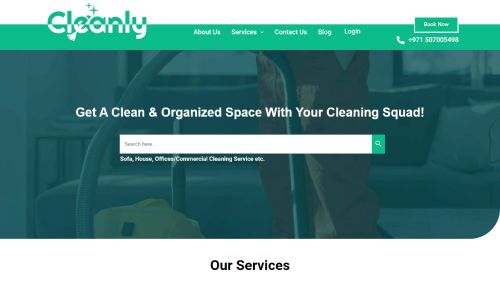 Cleanly
About Us Services Contact Us Blog Login
Book Now
+971 507005498
Get A Clean & Organized Space With Your Cleaning Squad!
Search here...
Sofa, House, Offices/Commercial Cleaning Service etc.
Our Services